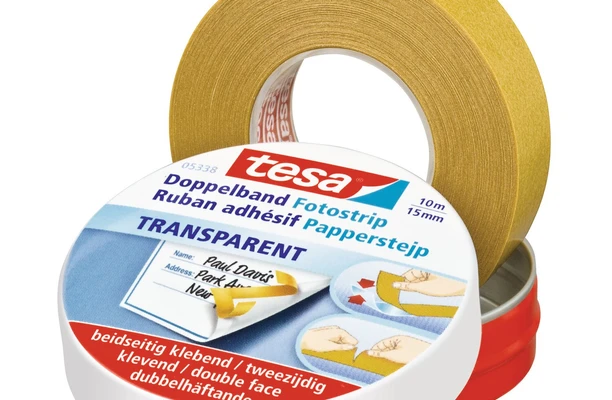 05338
tesa
Doppelband Fotostrip
Ruban adhésif Papperstejp
10m
15mm
TRANSPARENT
Name: Paul Davis
Address: Park
New
beidseitig klebend / tweezijdig
klevend / double face
dubbelhäftande